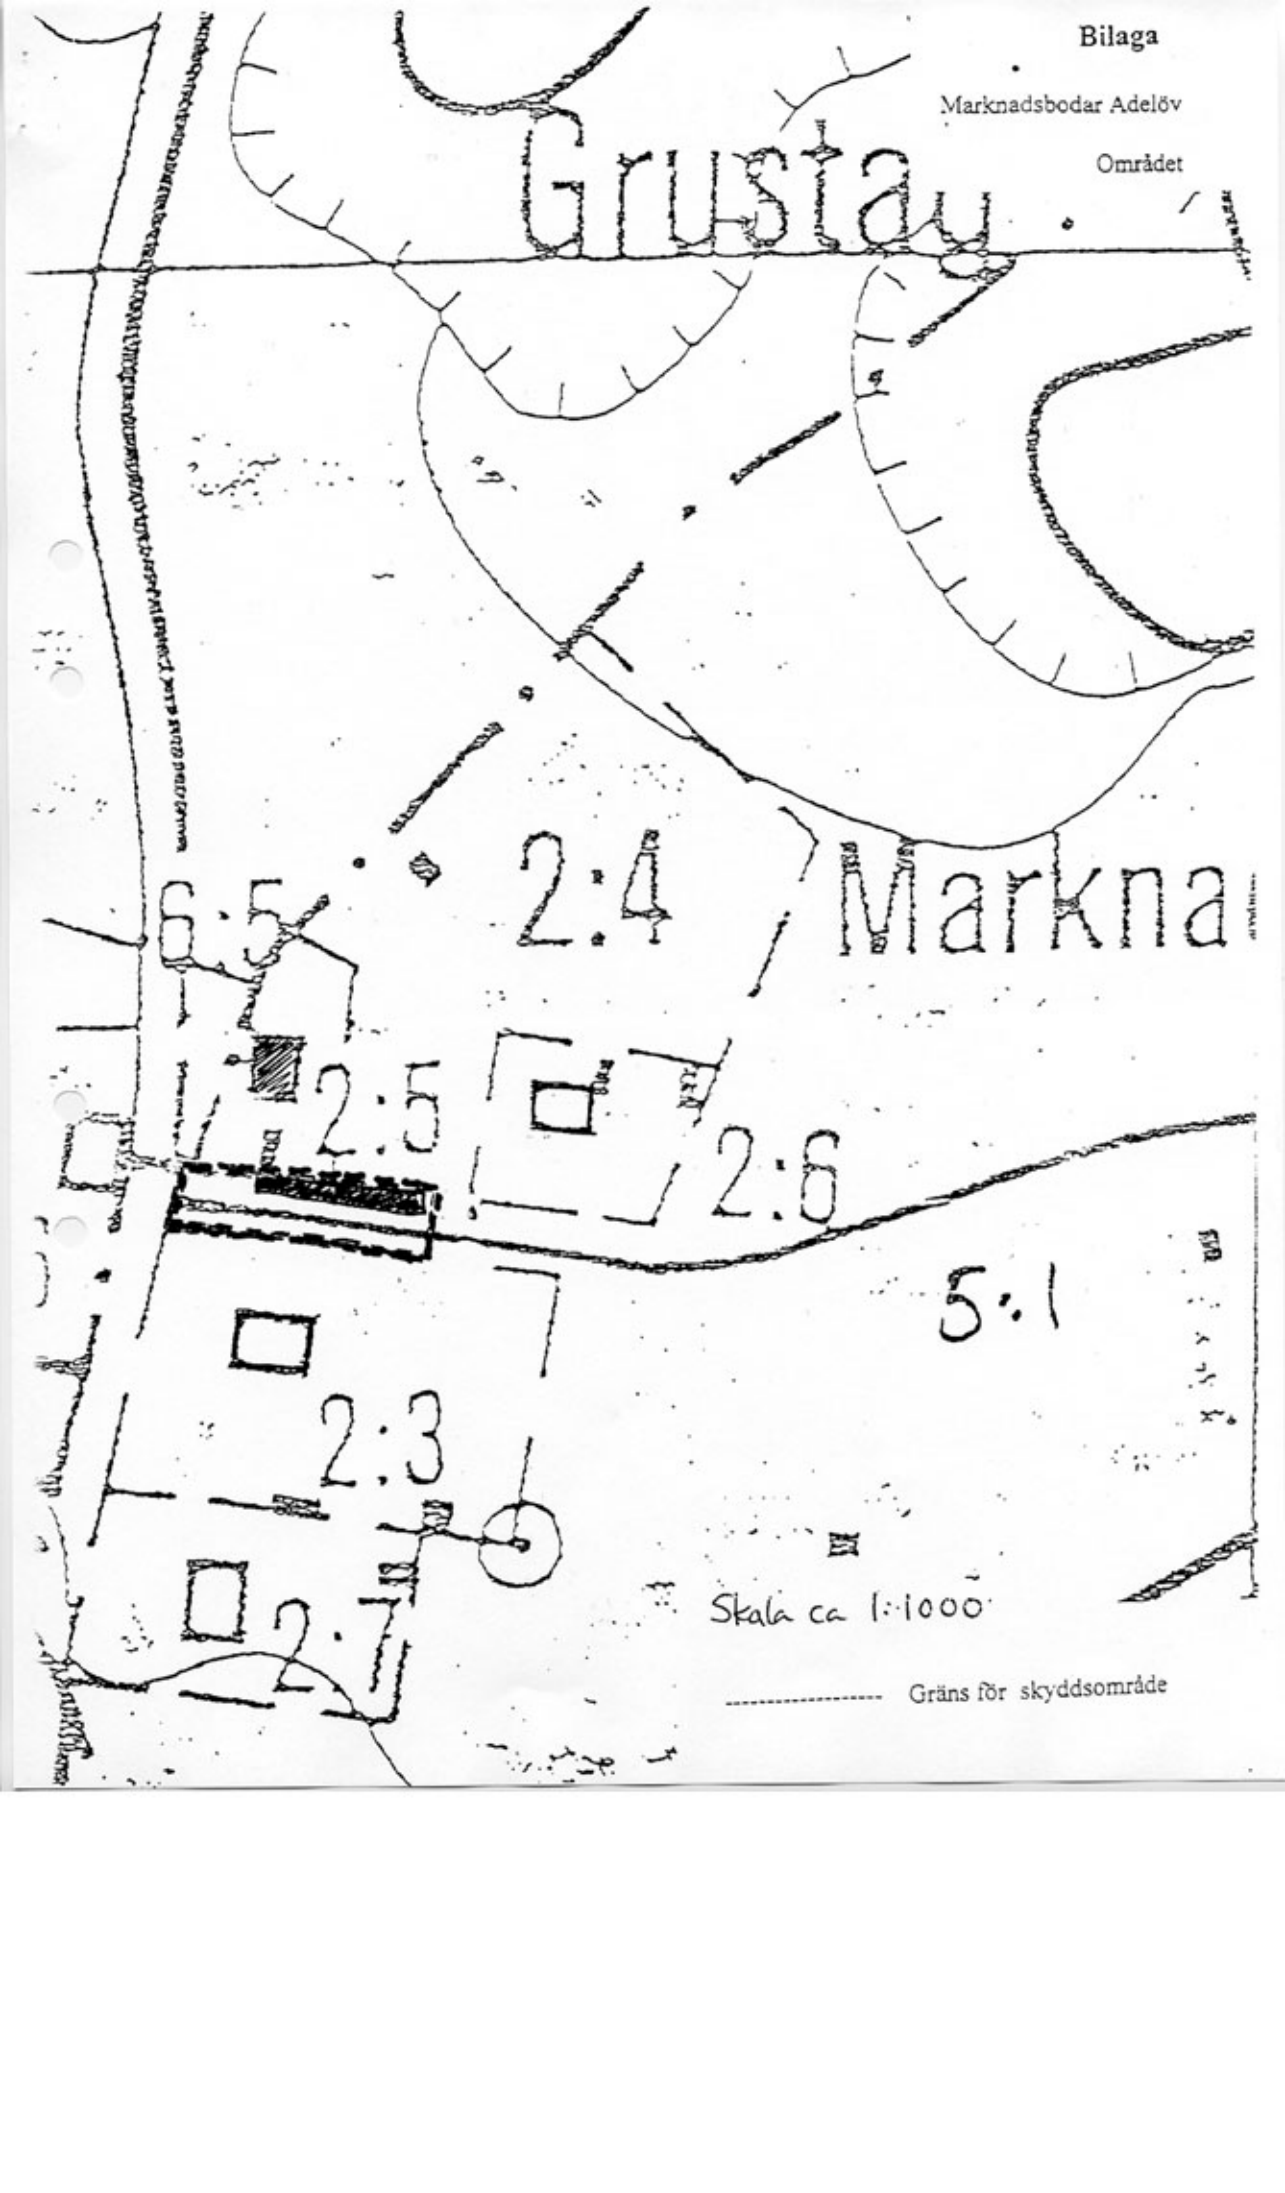 Bilaga
Marknadsbodar Adelöv
Området
Grustag
2:4
Markna
6:5
2:5
2:6
5:1
2:3
2:7
Skala ca 1:1000
Gräns för skyddsområde